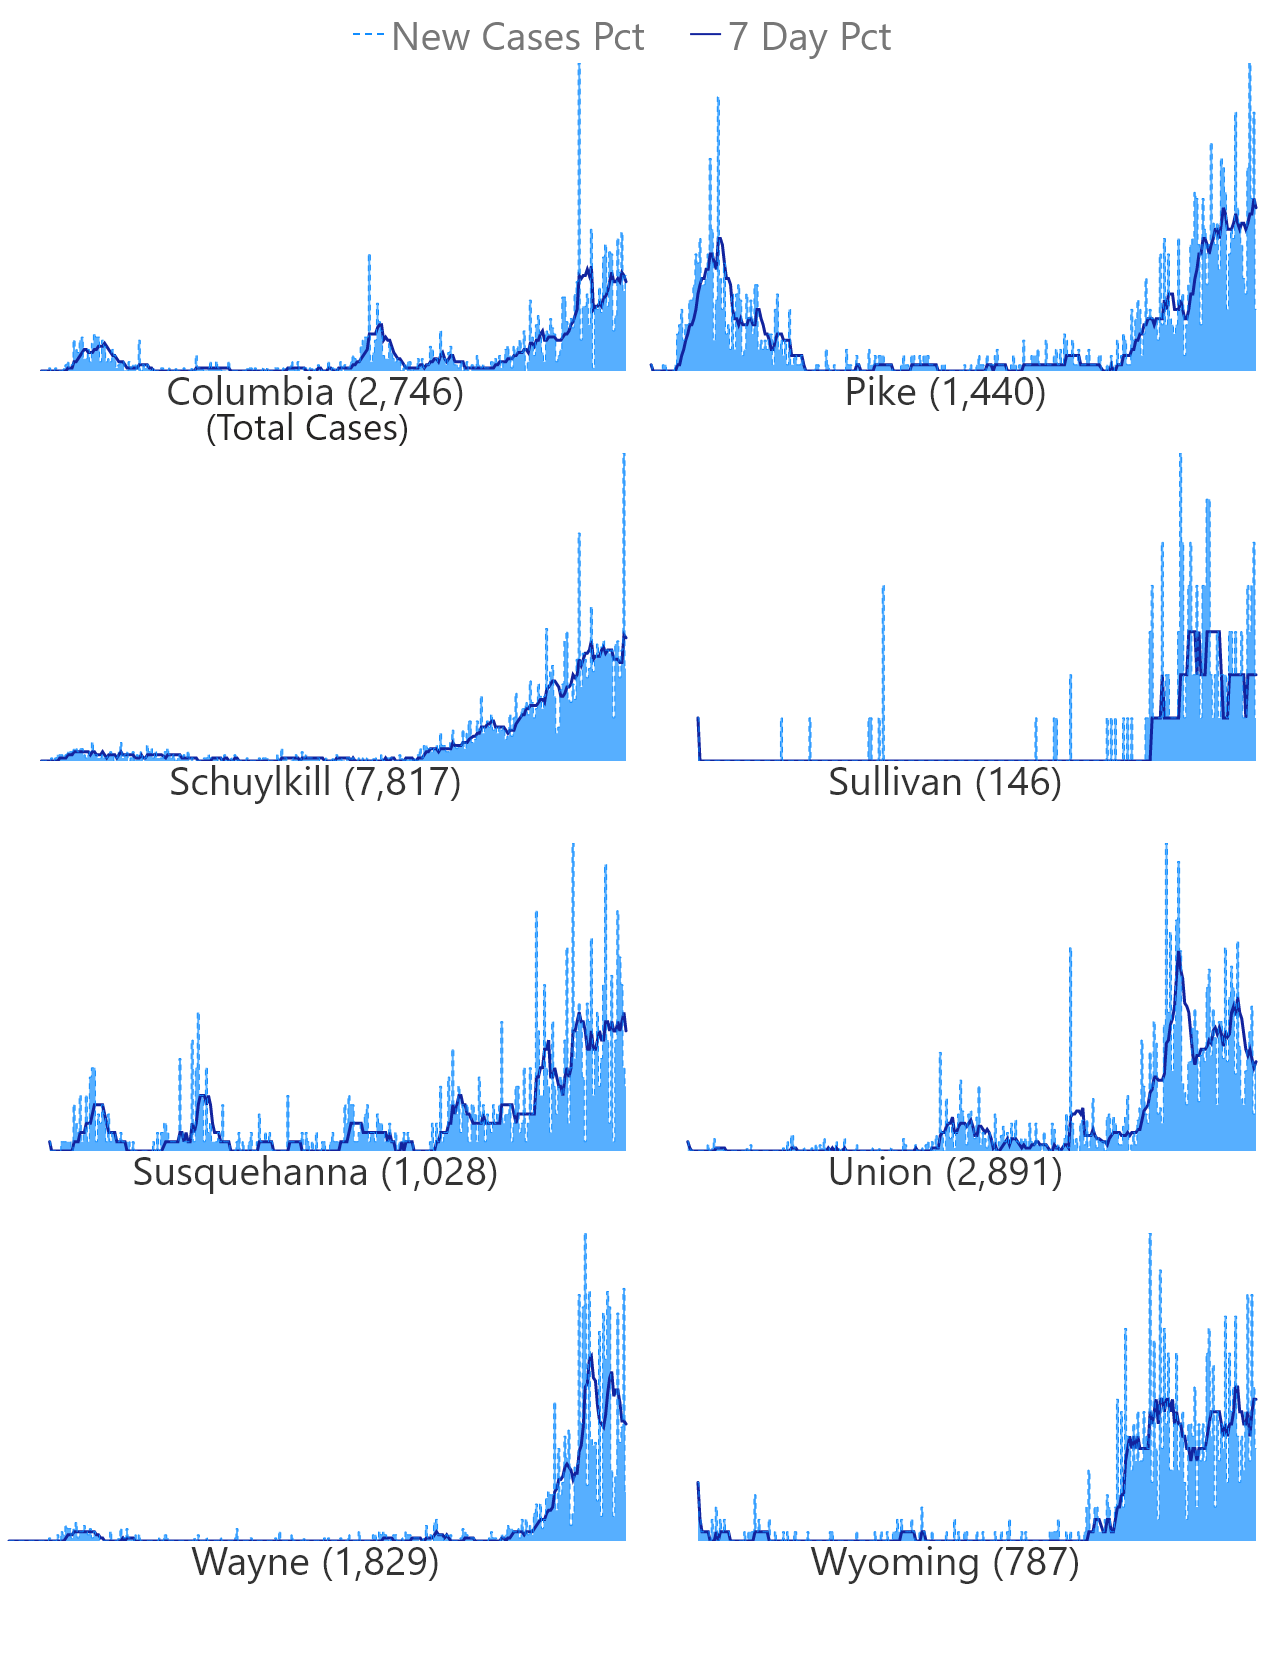 New Cases Pct 7 Day Pct
Columbia (2,746) Pike (1,440)
(Total Cases)
Schuylkill (7,817) Sullivan (146)
Susquehanna (1,028) Union (2,891)
Wayne (1,829) Wyoming (787)